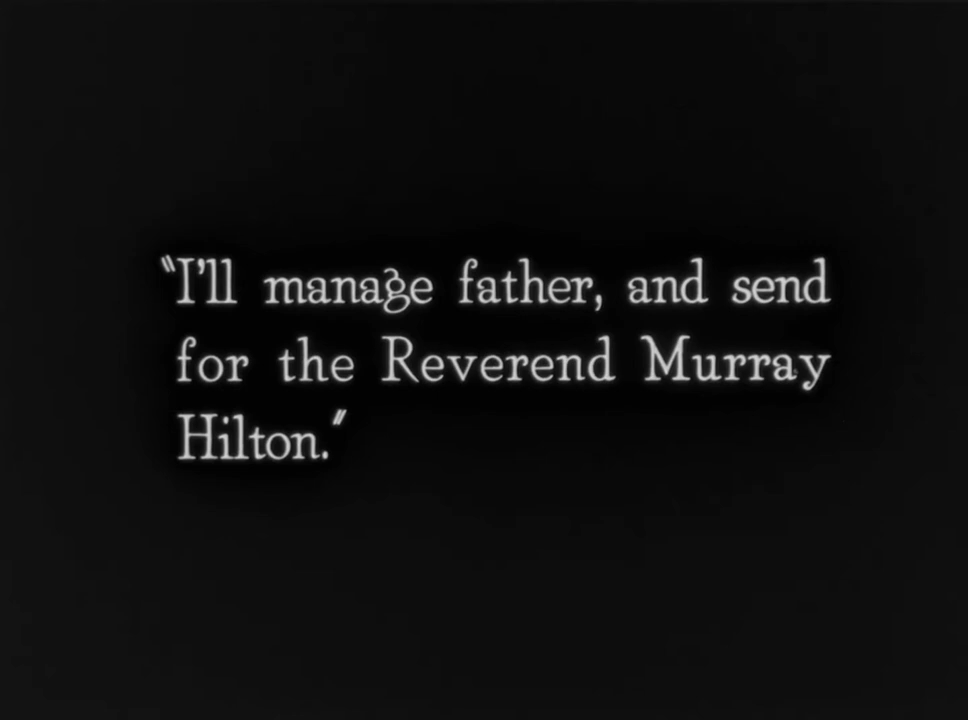 "I'll manage father, and send
for the Reverend Murray
Hilton."